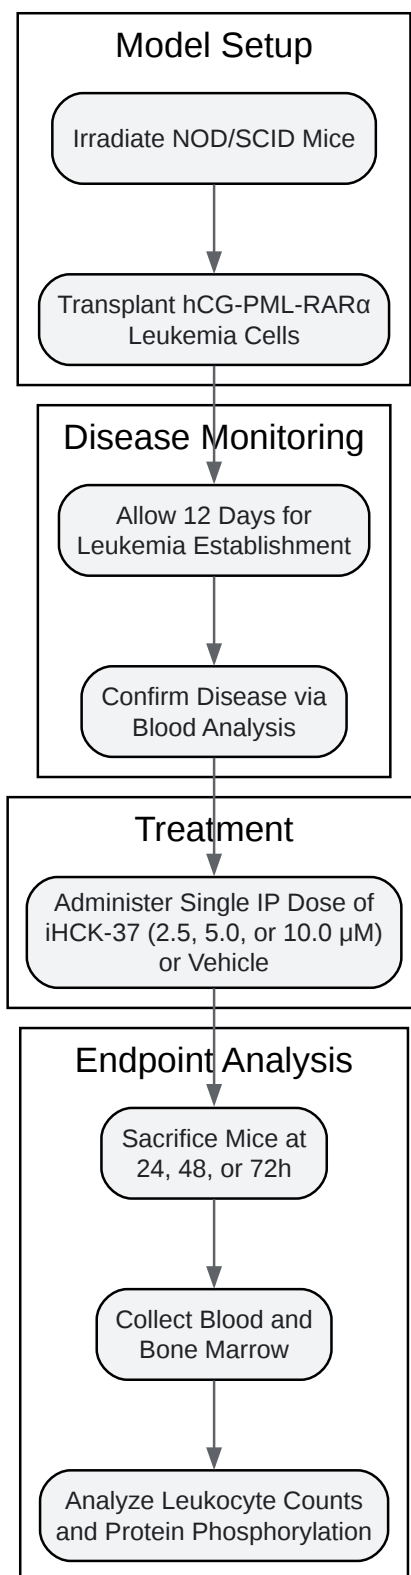 Model Setup
Irradiate NOD/SCID Mice
Transplant hCG-PML-RARα
Leukemia Cells
Disease Monitoring
Allow 12 Days for
Leukemia Establishment
Confirm Disease via
Blood Analysis
Treatment
Administer Single IP Dose of
iHCK-37 (2.5, 5.0, or 10.0 μM)
or Vehicle
Endpoint Analysis
Sacrifice Mice at
24, 48, or 72h
Collect Blood and
Bone Marrow
Analyze Leukocyte Counts
and Protein Phosphorylation